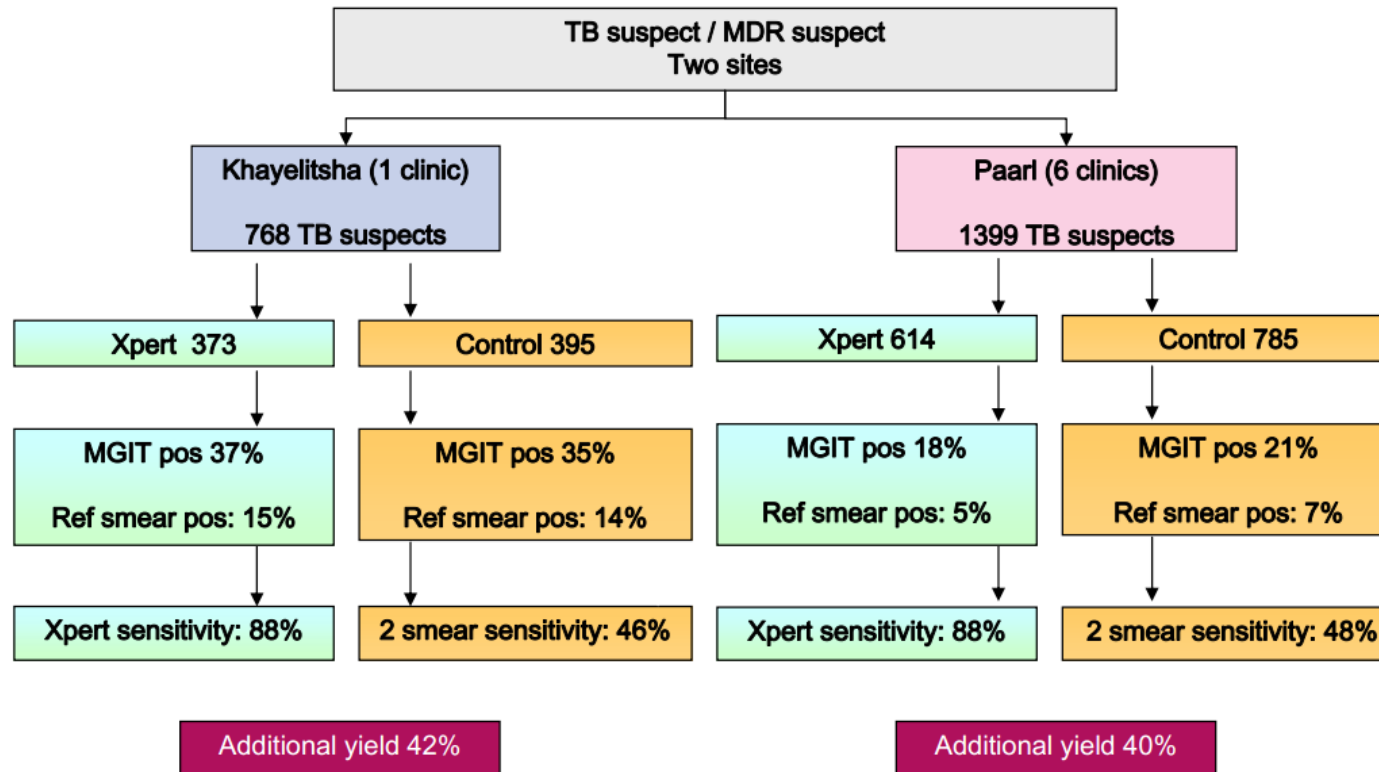 TB suspect / MDR suspect
Two sites
Khayelitsha (1 clinic)
768 TB suspects
Paarl (6 clinics)
1399 TB suspects
Xpert 373
Control 395
Xpert 614
Control 785
MGIT pos 37%
Ref smear pos: 15%
MGIT pos 35%
Ref smear pos: 14%
MGIT pos 18%
Ref smear pos: 5%
MGIT pos 21%
Ref smear pos: 7%
Xpert sensitivity: 88%
2 smear sensitivity: 46%
Xpert sensitivity: 88%
2 smear sensitivity: 48%
Additional yield 42%
Additional yield 40%